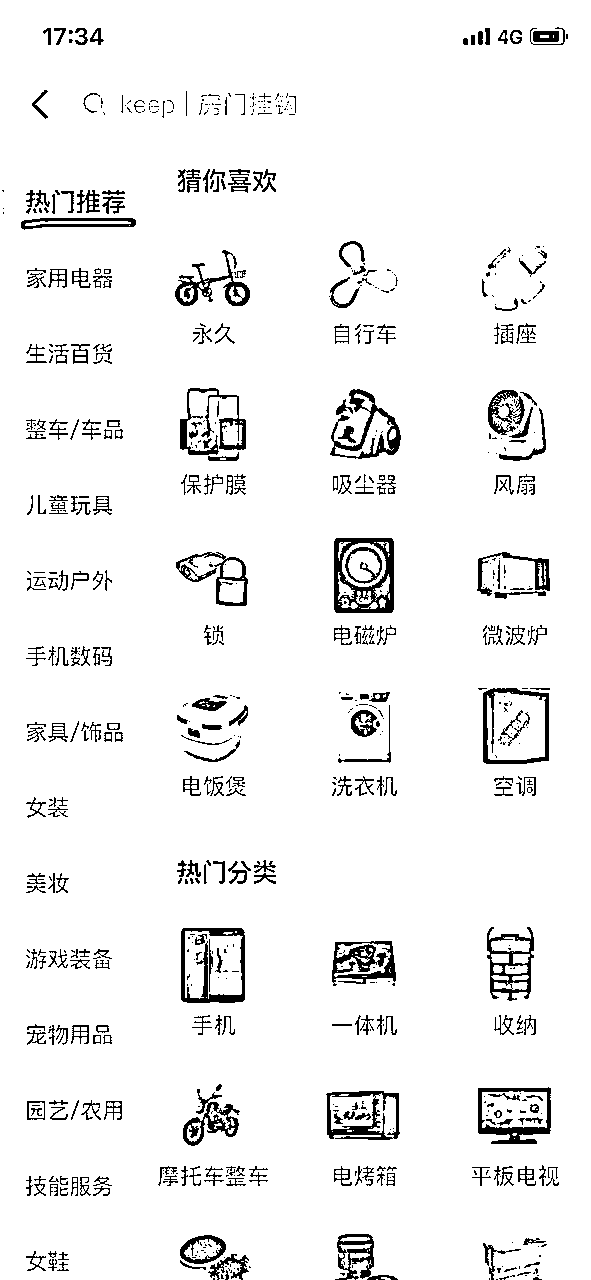 17:34
4G
keep | 房门挂钩
热门推荐
家用电器
生活百货
整车/车品
儿童玩具
运动户外
手机数码
家具/饰品
女装
美妆
游戏装备
宠物用品
园艺/农用
技能服务
女鞋
猜你喜欢
永久
自行车
插座
保护膜
吸尘器
风扇
锁
电磁炉
微波炉
电饭煲
洗衣机
空调
热门分类
手机
一体机
收纳
摩托车整车
电烤箱
平板电视